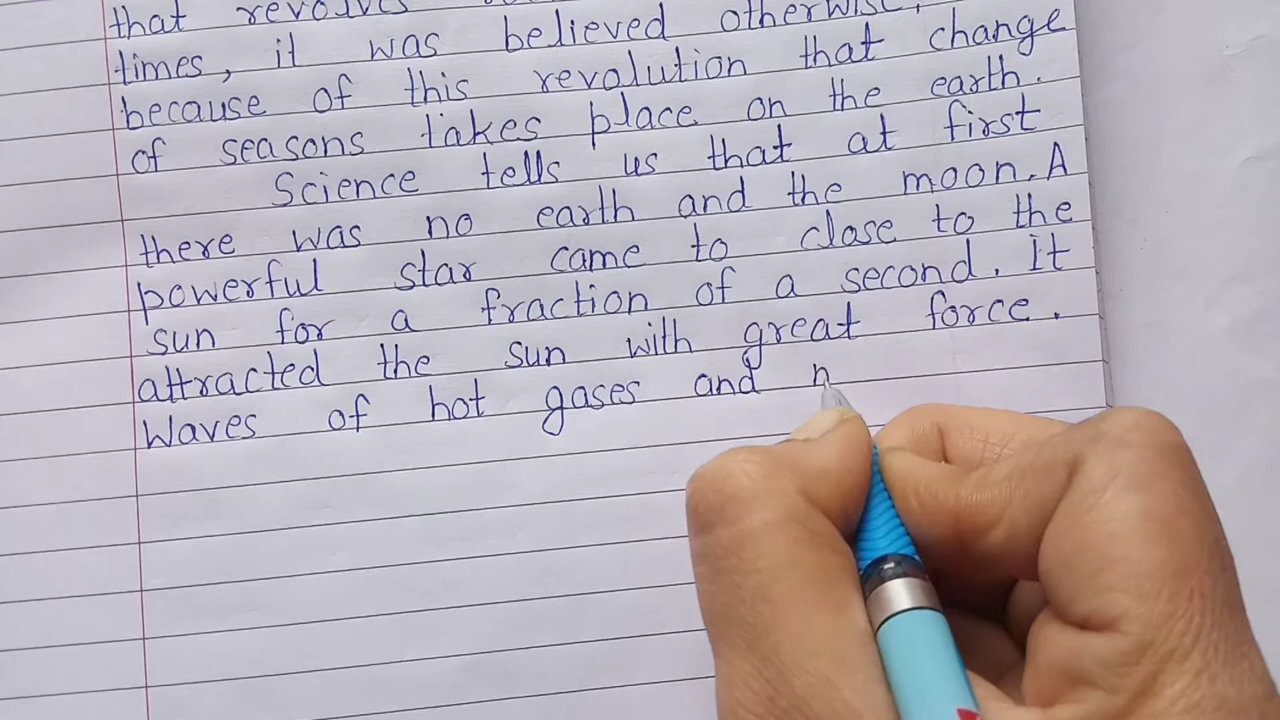 that revolves
times, it was believed otherwise.
because of this revolution that change
of seasons takes place on the earth.
Science tells us that at first
there was no earth and the moon. A
powerful star came to close to the
sun for a fraction of a second. It
attracted the sun with great force.
Waves of hot gases and